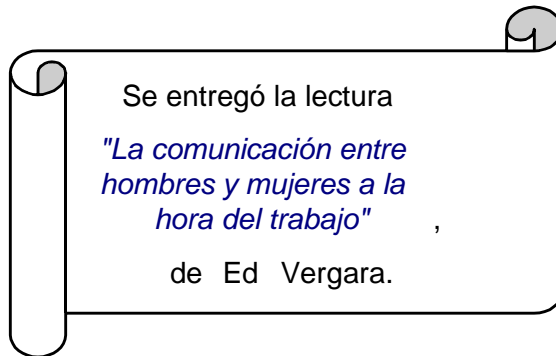 Se entregó la lectura
"La comunicación entre
hombres y mujeres a la
hora del trabajo" ,
de Ed Vergara.